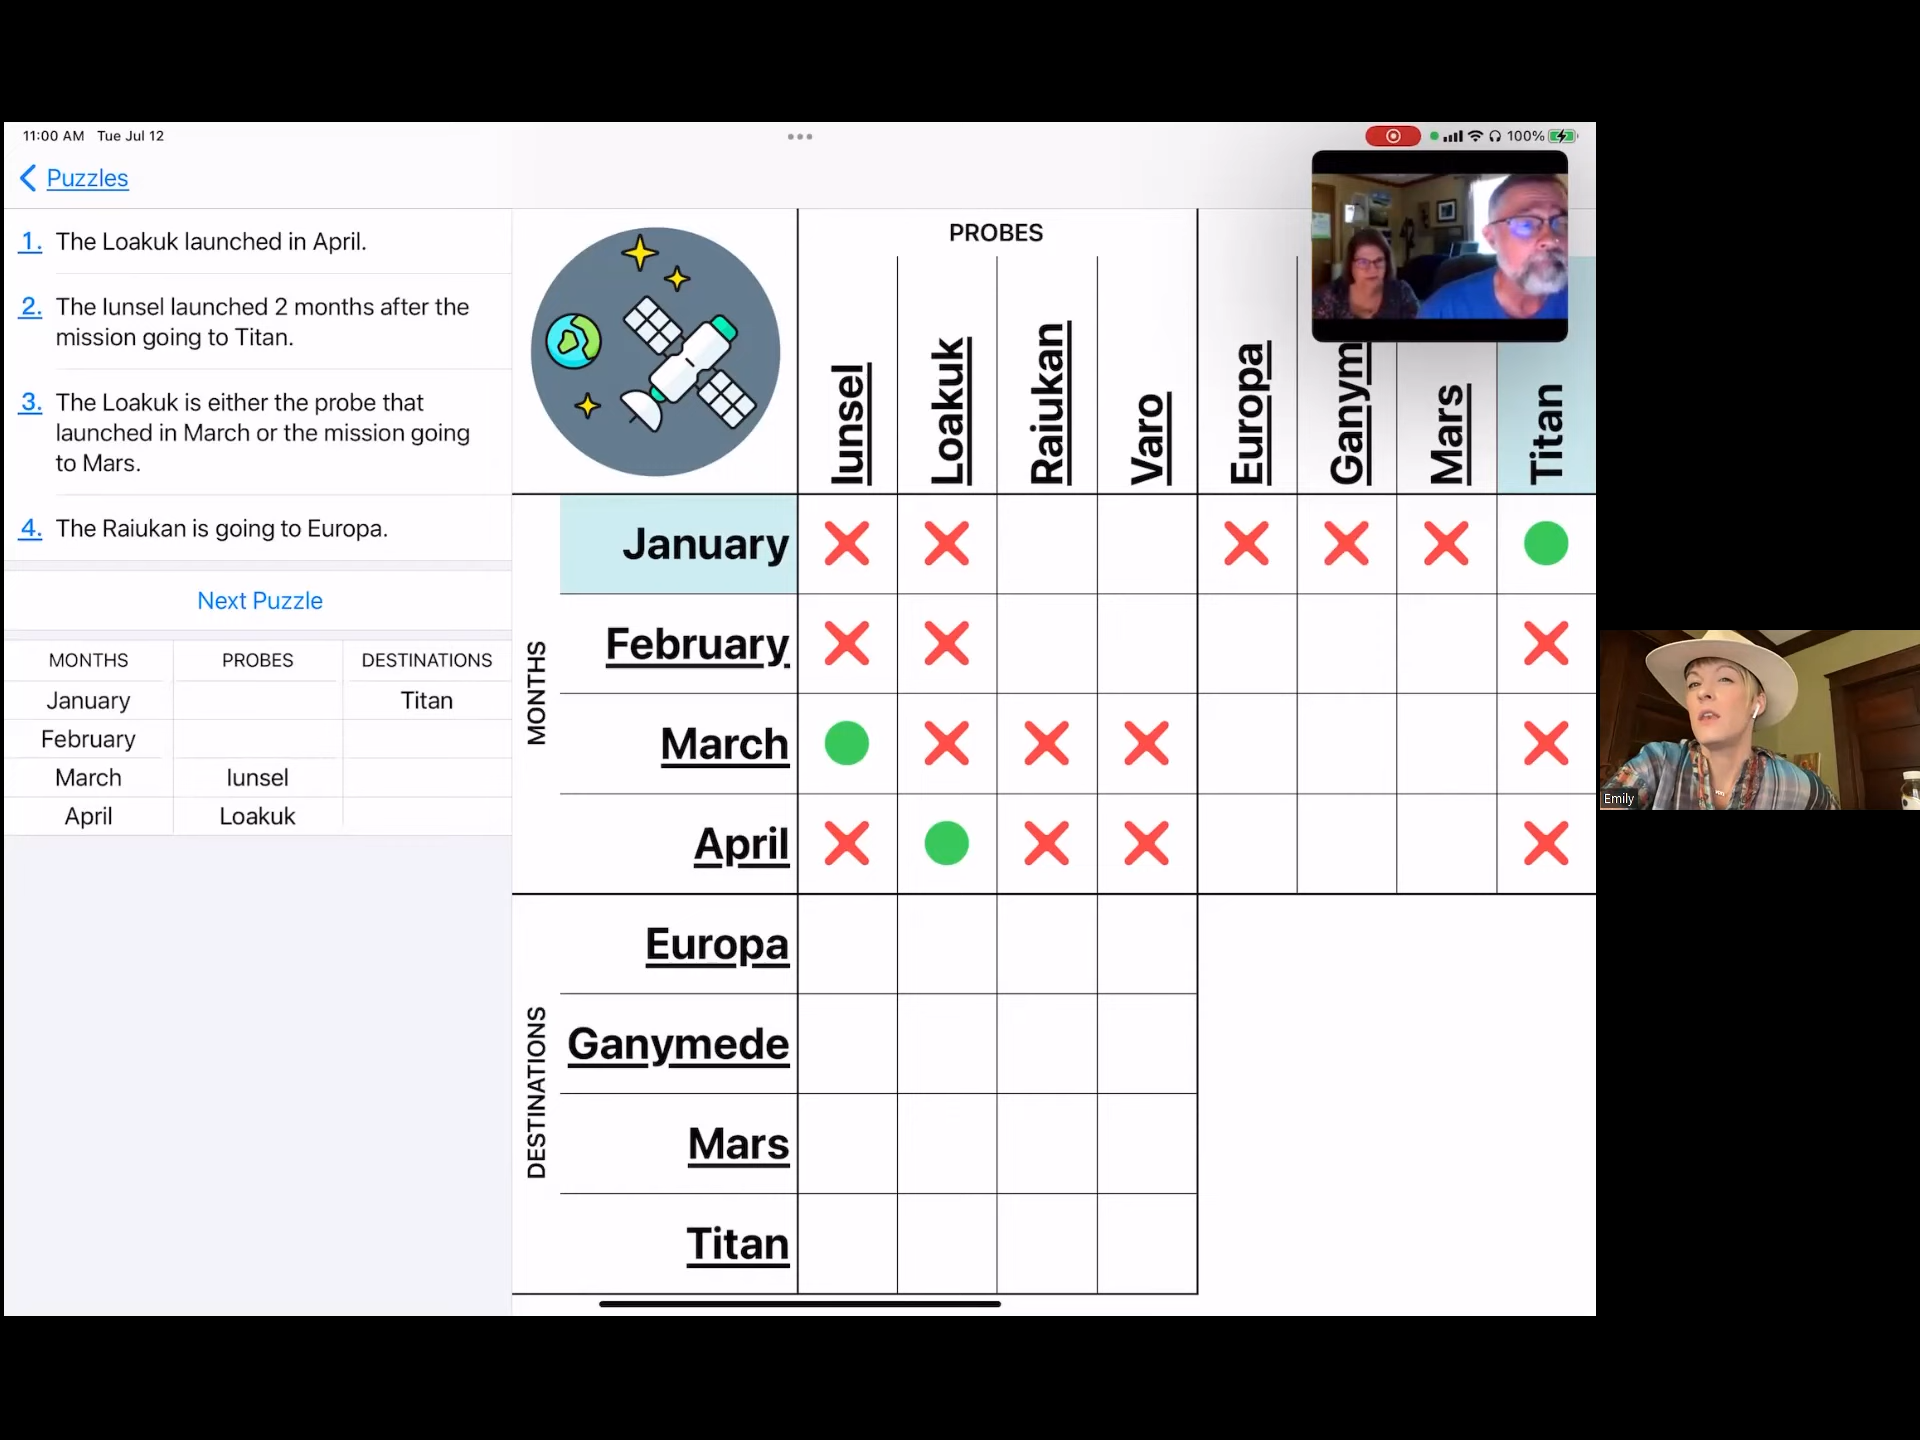 11:00 AM Tue Jul 12
100%
Puzzles
1. The Loakuk launched in April.
2. The Iunsel launched 2 months after the
mission going to Titan.
3. The Loakuk is either the probe that
launched in March or the mission going
to Mars.
4. The Raiukan is going to Europa.
Next Puzzle
MONTHS PROBES DESTINATIONS
January Titan
February
March Iunsel
April Loakuk
PROBES
Iunsel
Loakuk
Raiukan
Varo
Europa
Ganym
Mars
Titan
MONTHS
January
February
March
April
DESTINATIONS
Europa
Ganymede
Mars
Titan
Emily